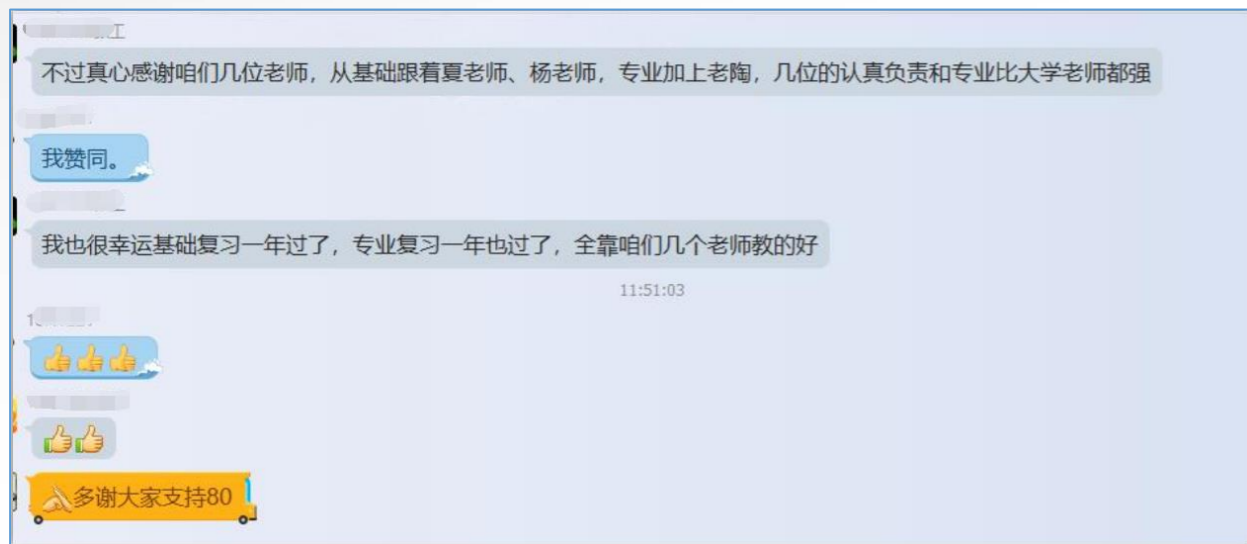 江
不过真心感谢咱们几位老师，从基础跟着夏老师、杨老师，专业加上老陶，几位的认真负责和专业比大学老师都强
我赞同。
我也很幸运基础复习一年过了，专业复习一年也过了，全靠咱们几个老师教的好
11:51:03
多谢大家支持80